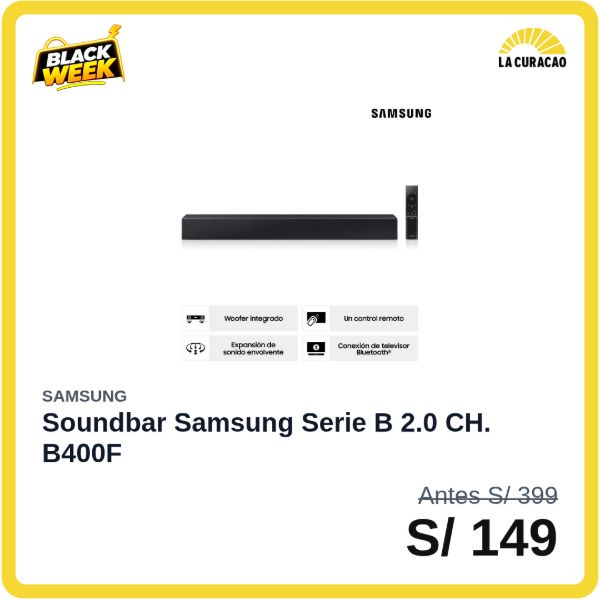 BLACK
WEEK
LA CURACAO
SAMSUNG
Woofer integrado
Un control remoto
Expansión de
sonido envolvente
Conexión de televisor
Bluetooth®
SAMSUNG
Soundbar Samsung Serie B 2.0 CH.
B400F
Antes S/ 399
S/ 149